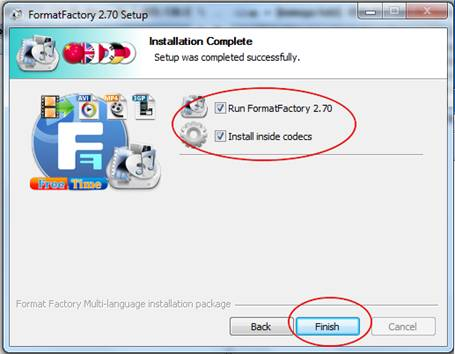 FormatFactory 2.70 Setup
Installation Complete
Setup was completed successfully.
AVI
MP4
3GP
Run FormatFactory 2.70
Install inside codecs
FF
Free Time
Format Factory Multi-language installation package
Back
Finish
Cancel